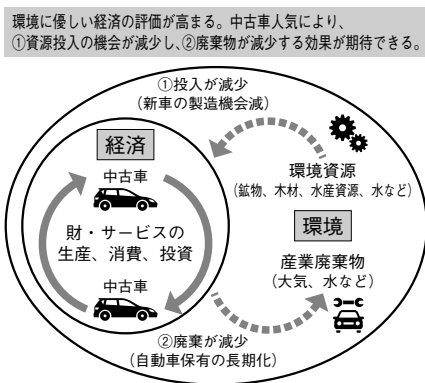 環境に優しい経済の評価が高まる。中古車人気により、
①資源投入の機会が減少し、②廃棄物が減少する効果が期待できる。
①投入が減少
(新車の製造機会減)
経済
中古車
財・サービスの
生産、消費、投資
中古車
環境資源
(鉱物、木材、水産資源、水など)
環境
産業廃棄物
(大気、水など)
②廃棄が減少
(自動車保有の長期化)